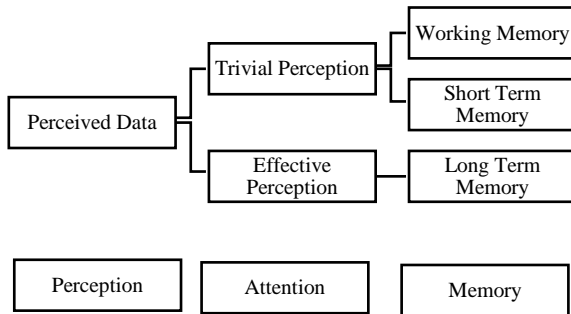 Working Memory
Trivial Perception
Short Term
Memory
Perceived Data
Effective
Perception
Long Term
Memory
Perception
Attention
Memory